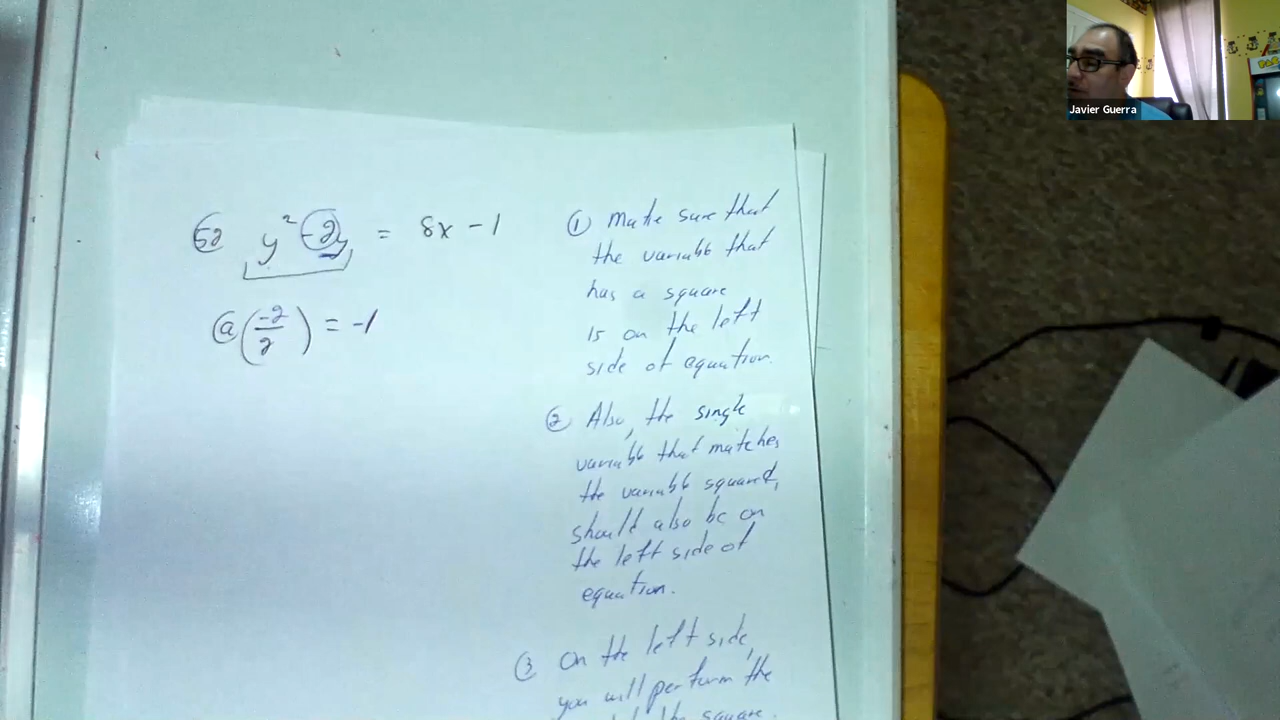 Javier Guerra
52 y² -2y = 8x - 1
a (-2/2) = -1
1 Make sure that
the variable that
has a square
is on the left
side of equation.
2 Also, the single
variable that matches
the variable squared,
should also be on
the left side of
equation.
3 On the left side,
you will perform the
the square.